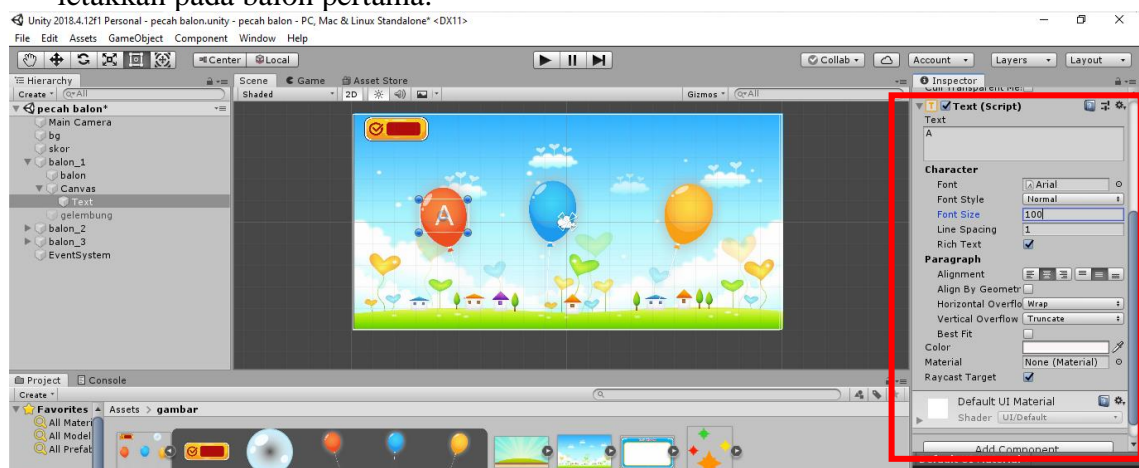 letakkan pada balon pertama.
Unity 2018.4.12f1 Personal - pecah balon.unity - pecah balon - PC, Mac & Linux Standalone* <DX11>
File Edit Assets GameObject Component Window Help
Center Local Collab Account Layers Layout
Hierarchy
Create All
pecah balon*
Main Camera
bg
skor
balon_1
balon
Canvas
Text
gelembung
balon_2
balon_3
EventSystem
Scene Game Asset Store
Shaded 2D Gizmos All
A
Inspector
Text (Script)
Text
A
Character
Font Arial
Font Style Normal
Font Size 100
Line Spacing 1
Rich Text
Paragraph
Alignment
Align By Geometr
Horizontal Overflo Wrap
Vertical Overflow Truncate
Best Fit
Color
Material None (Material)
Raycast Target
Default UI Material
Shader UI/Default
Add Component
Project Console
Create
Favorites
All Materi
All Model
All Prefab
Assets > gambar